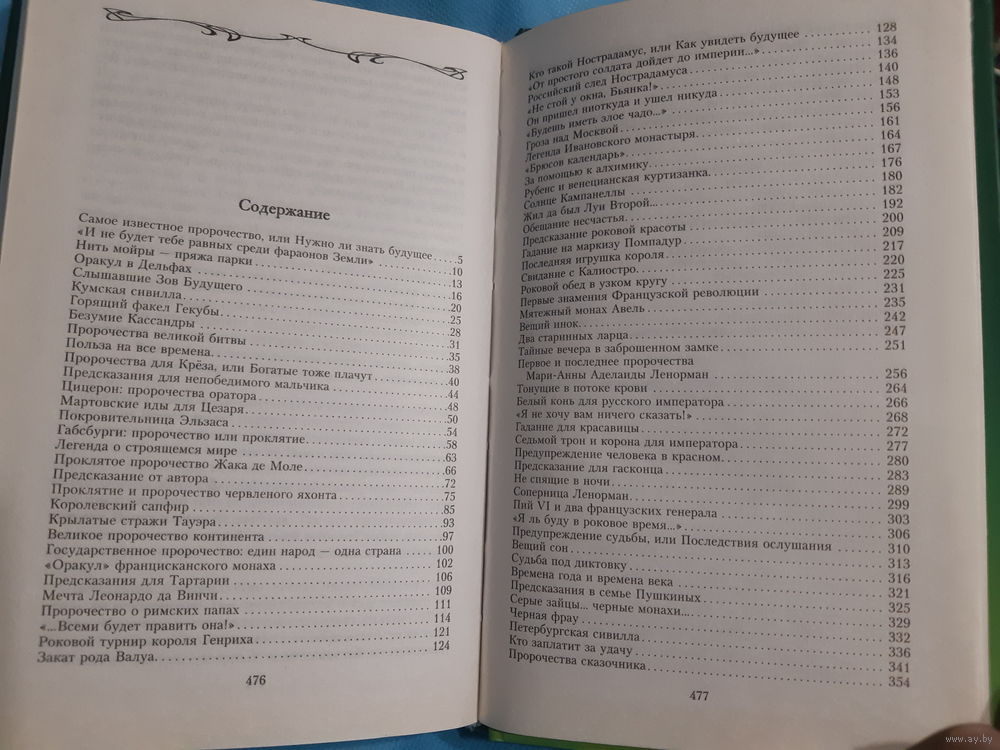 Содержание
Самое известное пророчество, или Нужно ли знать будущее.....5
«И не будет тебе равных среди фараонов Земли» ..... 10
Нить мойры — пряжа парки ..... 13
Оракул в Дельфах ..... 16
Слышавшие Зов Будущего ..... 20
Кумская сивилла..... 25
Горящий факел Гекубы..... 28
Безумие Кассандры ..... 31
Пророчества великой битвы ..... 35
Польза на все времена..... 38
Пророчества для Крёза, или Богатые тоже плачут ..... 40
Предсказания для непобедимого мальчика ..... 44
Цицерон: пророчества оратора ..... 48
Мартовские иды для Цезаря..... 50
Покровительница Эльзаса ..... 54
Габсбурги: пророчество или проклятие..... 58
Легенда о строящемся мире ..... 63
Проклятое пророчество Жака де Моле..... 66
Предсказание от автора ..... 72
Проклятие и пророчество червленого яхонта ..... 75
Королевский сапфир ..... 85
Крылатые стражи Тауэра ..... 93
Великое пророчество континента ..... 97
Государственное пророчество: един народ — одна страна ..... 100
«Оракул» францисканского монаха ..... 102
Предсказания для Тартарии ..... 106
Мечта Леонардо да Винчи..... 109
Пророчество о римских папах ..... 111
«...Всеми будет править она!» ..... 114
Роковой турнир короля Генриха..... 121
Закат рода Валуа..... 124
476
Кто такой Нострадамус, или Как увидеть будущее ..... 128
«От простого солдата дойдет до империи...» ..... 134
Российский след Нострадамуса ..... 136
«Не стой у окна, Бьянка!» ..... 140
Он пришел ниоткуда и ушел никуда ..... 148
«Будешь иметь злое чадо...» ..... 153
Гроза над Москвой ..... 156
Легенда Ивановского монастыря..... 161
«Брюсов календарь»..... 164
За помощью к алхимику..... 167
Рубенс и венецианская куртизанка..... 176
Солнце Кампанеллы ..... 180
Жил да был Луи Второй... ..... 182
Обещание несчастья..... 192
Предсказание роковой красоты ..... 200
Гадание на маркизу Помпадур ..... 209
Последняя игрушка короля ..... 217
Свидание с Калиостро..... 220
Роковой обед в узком кругу ..... 225
Первые знамения Французской революции ..... 231
Мятежный монах Авель ..... 235
Вещий инок..... 242
Два старинных ларца..... 247
Тайные вечера в заброшенном замке..... 251
Первое и последнее пророчество
Мари-Анны Аделаиды Ленорман ..... 256
Тонущие в потоке крови ..... 264
Белый конь для русского императора ..... 266
«Я не хочу вам ничего сказать!» ..... 268
Гадание для красавицы ..... 272
Седьмой трон и корона для императора ..... 277
Предупреждение человека в красном..... 280
Предсказание для гасконца ..... 283
Не спящие в ночи ..... 289
Соперница Ленорман..... 299
Пий VI и два французских генерала ..... 303
«Я ль буду в роковое время...» ..... 306
Предупреждение судьбы, или Последствия ослушания ..... 310
Вещий сон ..... 313
Судьба под диктовку ..... 316
Времена года и времена века ..... 321
Предсказания в семье Пушкиных ..... 325
Серые зайцы... черные монахи... ..... 329
Черная фрау ..... 332
Петербургская сивилла ..... 336
Кто заплатит за удачу ..... 341
Пророчества сказочника..... 354
477
www.ay.by